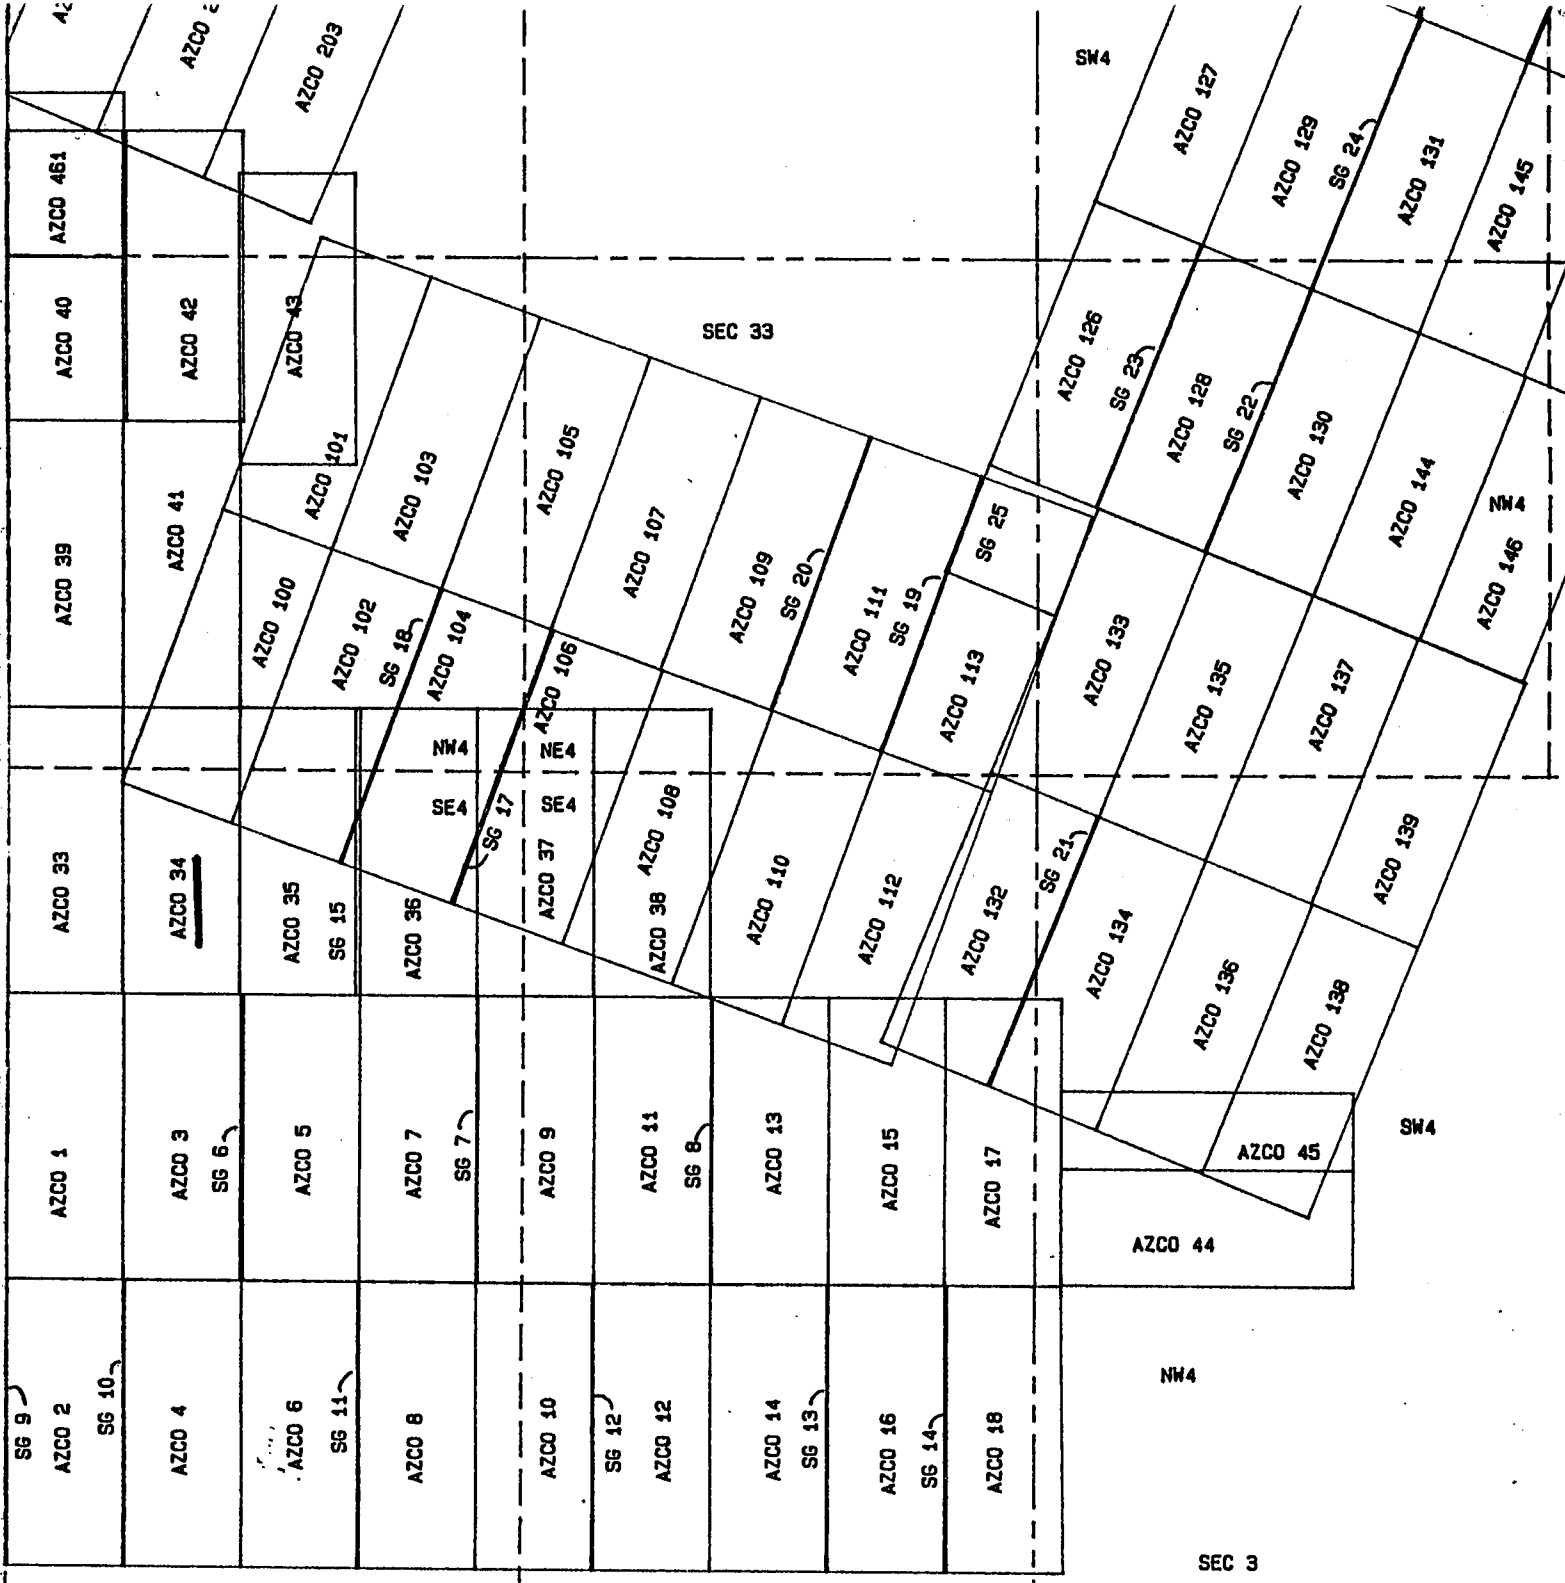 AZCO 203
SW4
AZCO 127
AZCO 129
SG 24
AZCO 131
AZCO 145
AZCO 461
AZCO 40
AZCO 42
AZCO 43
SEC 33
AZCO 126
SG 23
AZCO 128
SG 22
AZCO 130
AZCO 144
NW4
AZCO 146
AZCO 39
AZCO 41
AZCO 101
AZCO 103
AZCO 105
AZCO 107
AZCO 109
SG 20
AZCO 111
SG 19
SG 25
AZCO 113
AZCO 133
AZCO 135
AZCO 137
AZCO 100
AZCO 102
SG 18
AZCO 104
AZCO 106
NW4
NE4
SE4
SE4
SG 17
AZCO 37
AZCO 108
AZCO 38
AZCO 110
AZCO 112
AZCO 132
SG 21
AZCO 134
AZCO 136
AZCO 138
AZCO 139
AZCO 33
AZCO 34
AZCO 35
SG 15
AZCO 36
AZCO 1
AZCO 3
SG 6
AZCO 5
AZCO 7
SG 7
AZCO 9
AZCO 11
SG 8
AZCO 13
AZCO 15
AZCO 17
AZCO 45
SW4
AZCO 44
SG 9
AZCO 2
SG 10
AZCO 4
AZCO 6
SG 11
AZCO 8
AZCO 10
SG 12
AZCO 12
AZCO 14
SG 13
AZCO 16
SG 14
AZCO 18
NW4
SEC 3